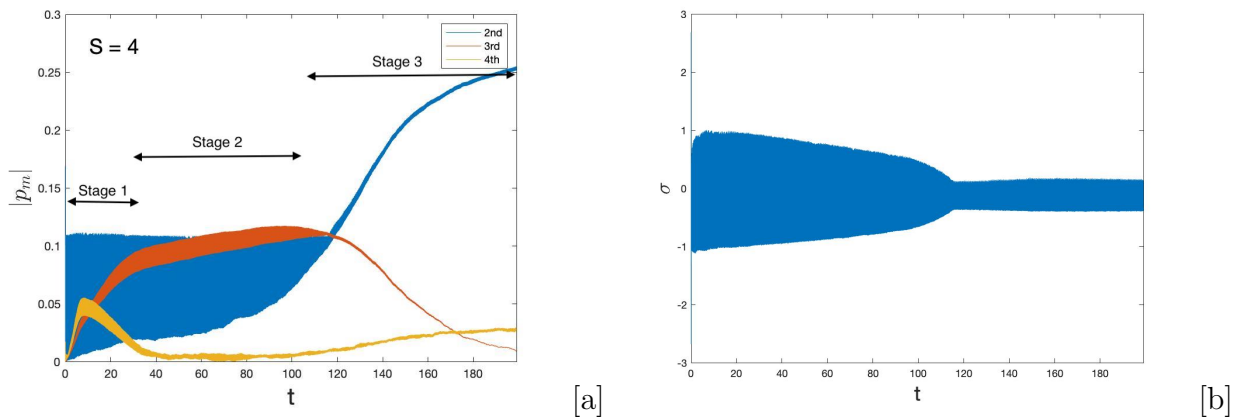 S = 4
2nd
3rd
4th
Stage 3
Stage 2
Stage 1
|p_m|
0.3
0.25
0.2
0.15
0.1
0.05
0
0 20 40 60 80 100 120 140 160 180
t
[a]
σ
3
2
1
0
-1
-2
-3
0 20 40 60 80 100 120 140 160 180
t
[b]